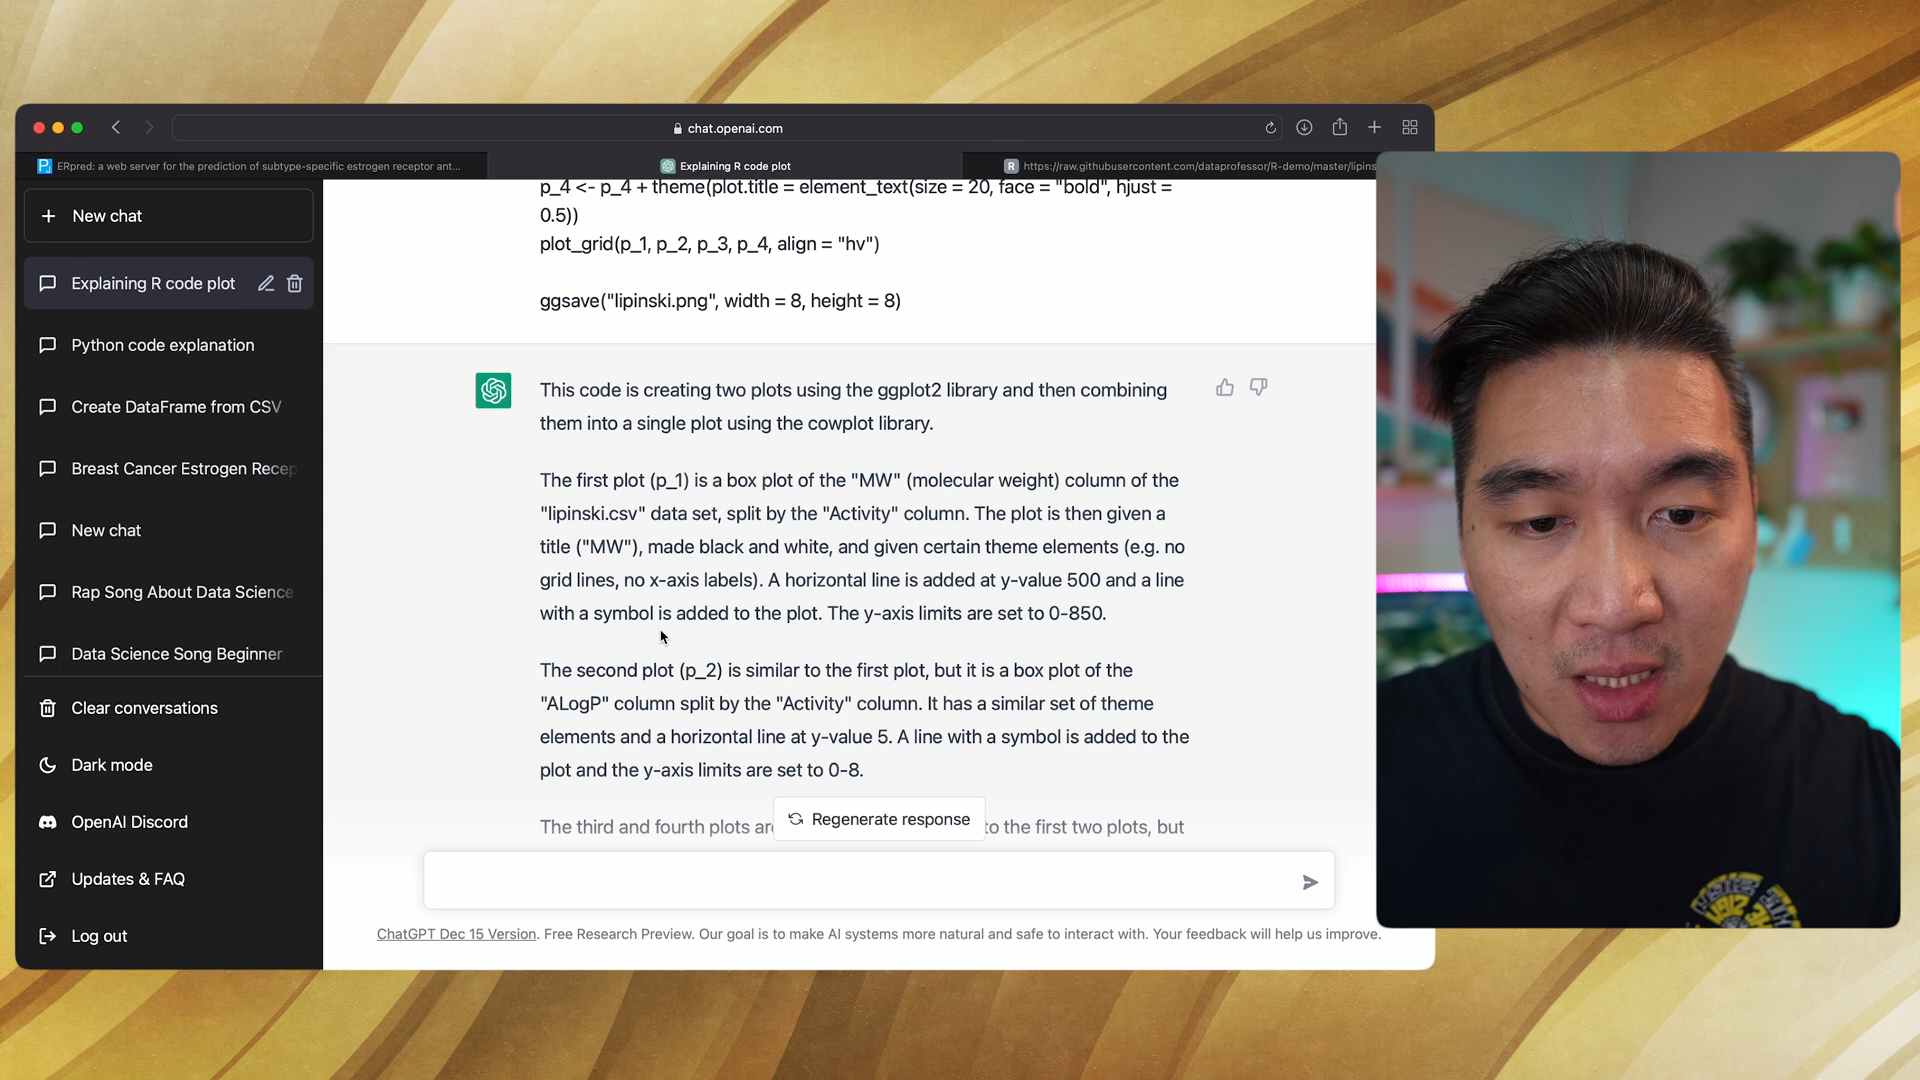 chat.openai.com
ERpred: a web server for the prediction of subtype-specific estrogen receptor ant...
Explaining R code plot
https://raw.githubusercontent.com/dataprofessor/R-demo/master/lipins
New chat
Explaining R code plot
Python code explanation
Create DataFrame from CSV
Breast Cancer Estrogen Recep
New chat
Rap Song About Data Science
Data Science Song Beginner
Clear conversations
Dark mode
OpenAI Discord
Updates & FAQ
Log out
p_4 <- p_4 + theme(plot.title = element_text(size = 20, face = "bold", hjust =
0.5))
plot_grid(p_1, p_2, p_3, p_4, align = "hv")
ggsave("lipinski.png", width = 8, height = 8)
This code is creating two plots using the ggplot2 library and then combining
them into a single plot using the cowplot library.
The first plot (p_1) is a box plot of the "MW" (molecular weight) column of the
"lipinski.csv" data set, split by the "Activity" column. The plot is then given a
title ("MW"), made black and white, and given certain theme elements (e.g. no
grid lines, no x-axis labels). A horizontal line is added at y-value 500 and a line
with a symbol is added to the plot. The y-axis limits are set to 0-850.
The second plot (p_2) is similar to the first plot, but it is a box plot of the
"ALogP" column split by the "Activity" column. It has a similar set of theme
elements and a horizontal line at y-value 5. A line with a symbol is added to the
plot and the y-axis limits are set to 0-8.
The third and fourth plots ar to the first two plots, but
Regenerate response
ChatGPT Dec 15 Version. Free Research Preview. Our goal is to make AI systems more natural and safe to interact with. Your feedback will help us improve.